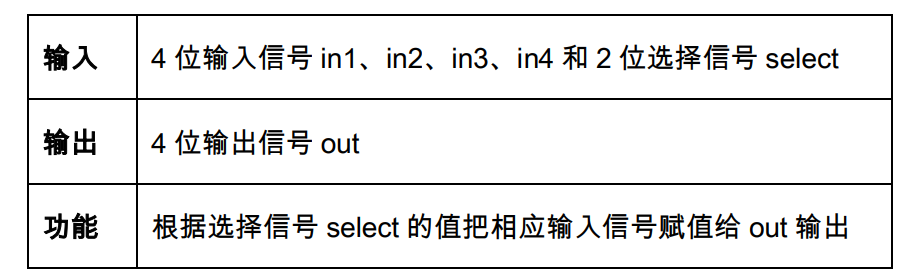 输入 4 位输入信号 in1、in2、in3、in4 和 2 位选择信号 select
输出 4 位输出信号 out
功能 根据选择信号 select 的值把相应输入信号赋值给 out 输出